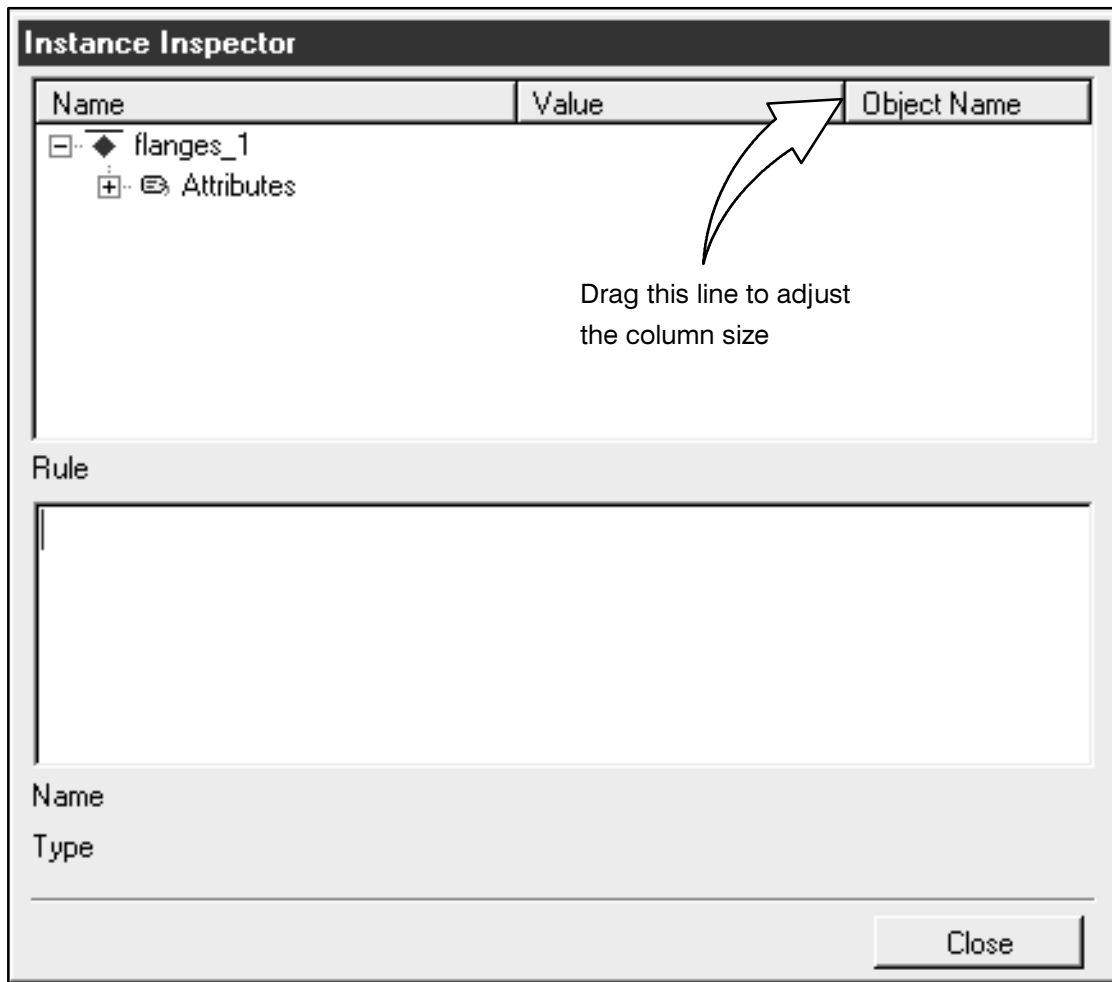 Instance Inspector
Name Value Object Name
flanges_1
Attributes
Drag this line to adjust
the column size
Rule
Name
Type
Close